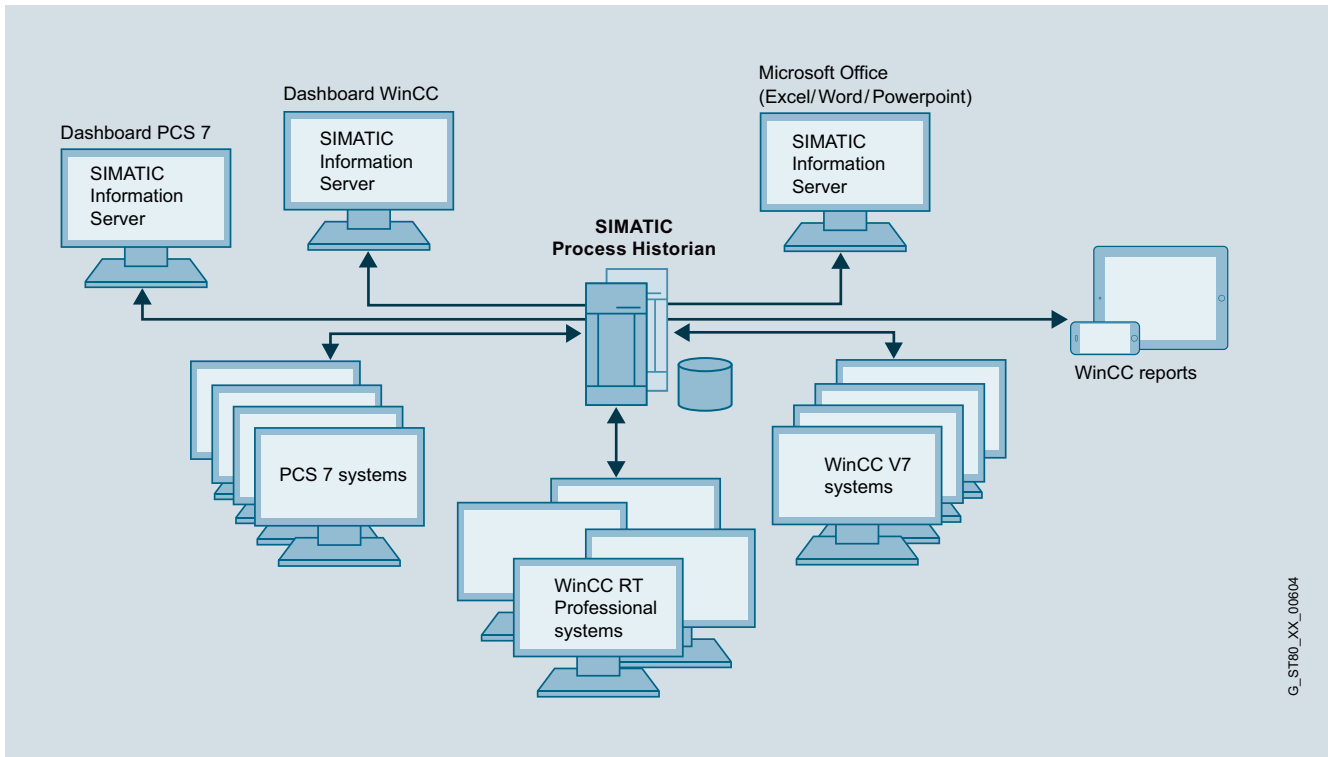 Microsoft Office
(Excel/Word/Powerpoint)
Dashboard WinCC
Dashboard PCS 7
SIMATIC
Information
Server
SIMATIC
Information
Server
SIMATIC
Information
Server
SIMATIC
Process Historian
WinCC reports
PCS 7 systems
WinCC V7
systems
WinCC RT
Professional
systems
G_ST80_XX_00604